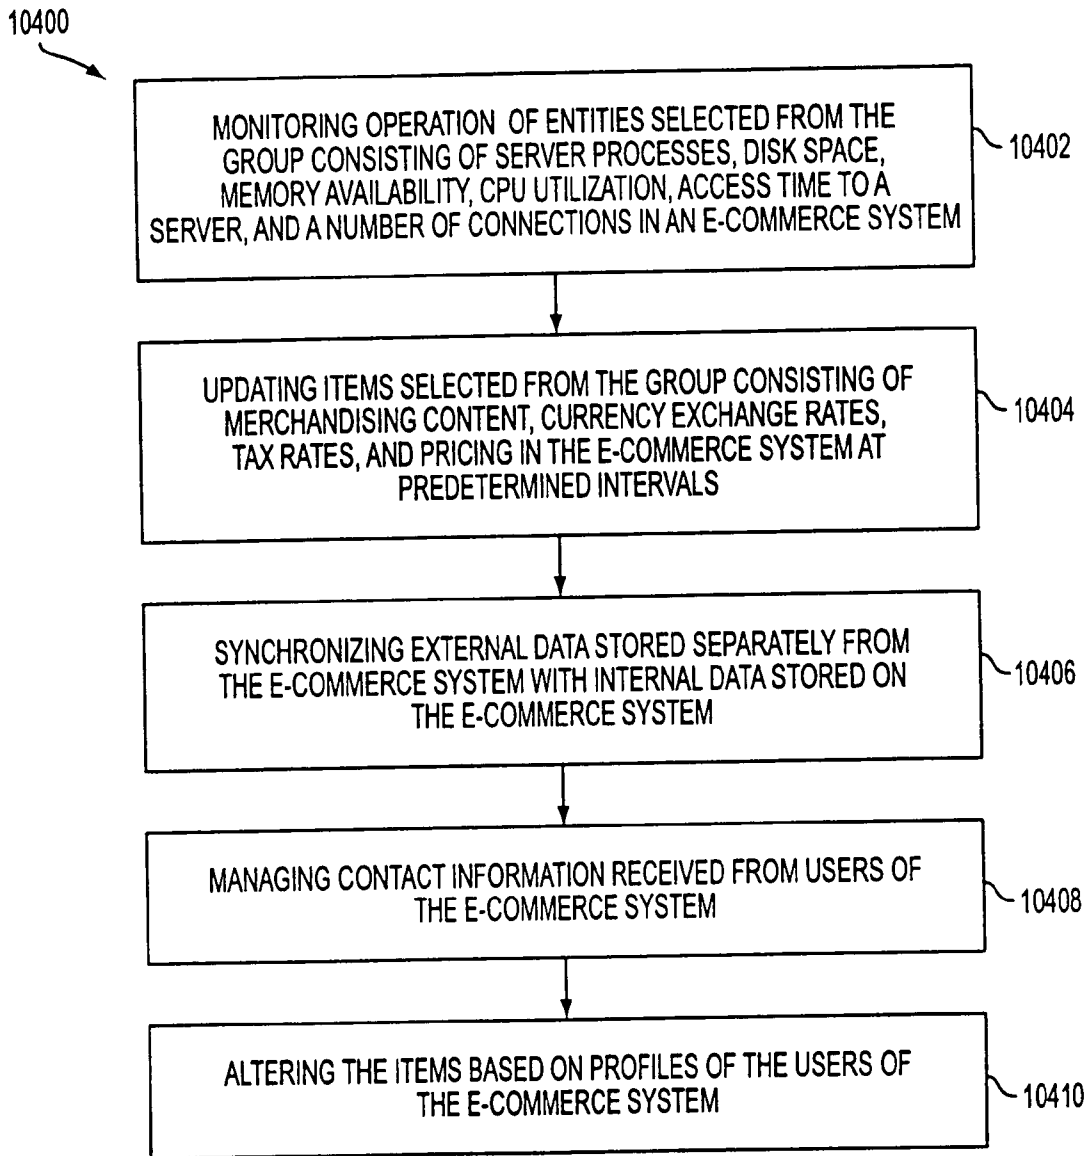 10400
MONITORING OPERATION OF ENTITIES SELECTED FROM THE
GROUP CONSISTING OF SERVER PROCESSES, DISK SPACE,
MEMORY AVAILABILITY, CPU UTILIZATION, ACCESS TIME TO A
SERVER, AND A NUMBER OF CONNECTIONS IN AN E-COMMERCE SYSTEM
10402
UPDATING ITEMS SELECTED FROM THE GROUP CONSISTING OF
MERCHANDISING CONTENT, CURRENCY EXCHANGE RATES,
TAX RATES, AND PRICING IN THE E-COMMERCE SYSTEM AT
PREDETERMINED INTERVALS
10404
SYNCHRONIZING EXTERNAL DATA STORED SEPARATELY FROM
THE E-COMMERCE SYSTEM WITH INTERNAL DATA STORED ON
THE E-COMMERCE SYSTEM
10406
MANAGING CONTACT INFORMATION RECEIVED FROM USERS OF
THE E-COMMERCE SYSTEM
10408
ALTERING THE ITEMS BASED ON PROFILES OF THE USERS OF
THE E-COMMERCE SYSTEM
10410